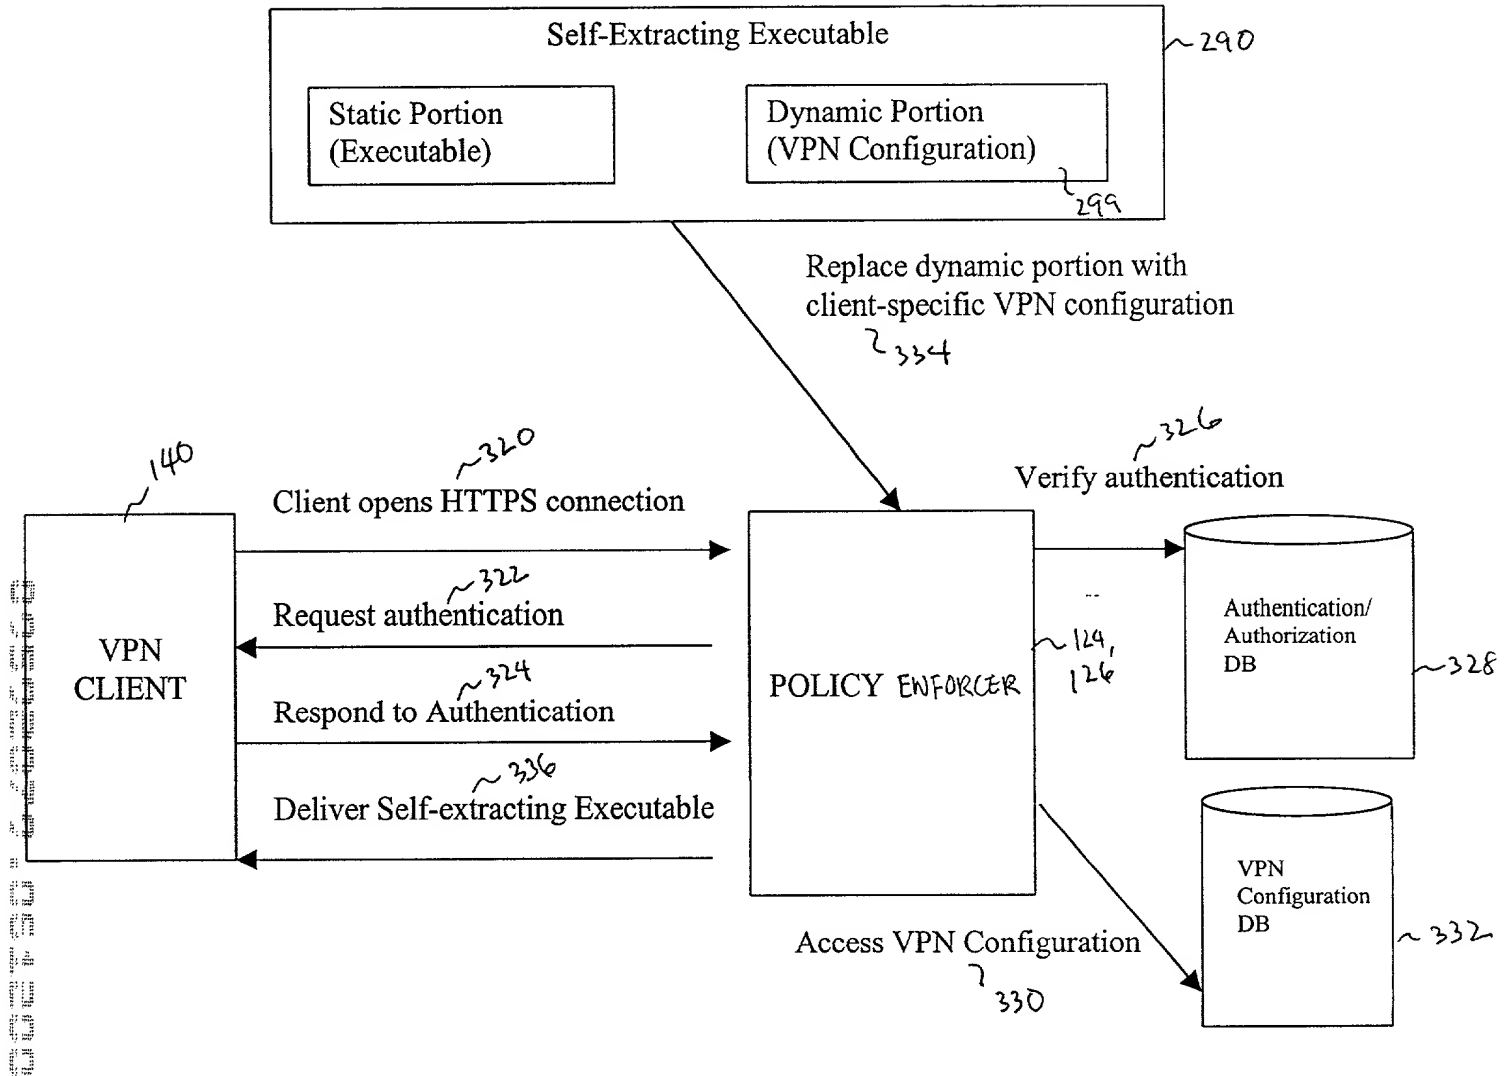 Self-Extracting Executable
290
Static Portion
(Executable)
Dynamic Portion
(VPN Configuration)
299
Replace dynamic portion with
client-specific VPN configuration
334
326
Verify authentication
140
320
Client opens HTTPS connection
322
Request authentication
324
Respond to Authentication
336
Deliver Self-extracting Executable
VPN
CLIENT
POLICY ENFORCER
124,
126
Authentication/
Authorization
DB
328
VPN
Configuration
DB
332
Access VPN Configuration
330